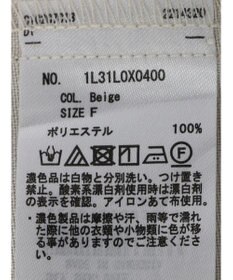 NO. 1L31L0X0400
COL. Beige
SIZE F
ポリエステル 100%
濃色品は白物と分別洗い。つけ置き
禁止。酸素系漂白剤使用時は漂白剤
の表示を確認。アイロンあて布使用。
・濃色製品は摩擦や汗、雨等で濡れ
た際に他の衣類や小物類に色が移
る事がありますのでご注意くださ
い。